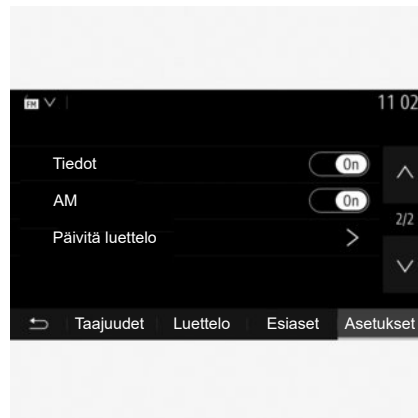 FM 11 02
Tiedot On
AM On
Päivitä luettelo
2/2
Taajuudet Luettelo Esiaset Asetukset